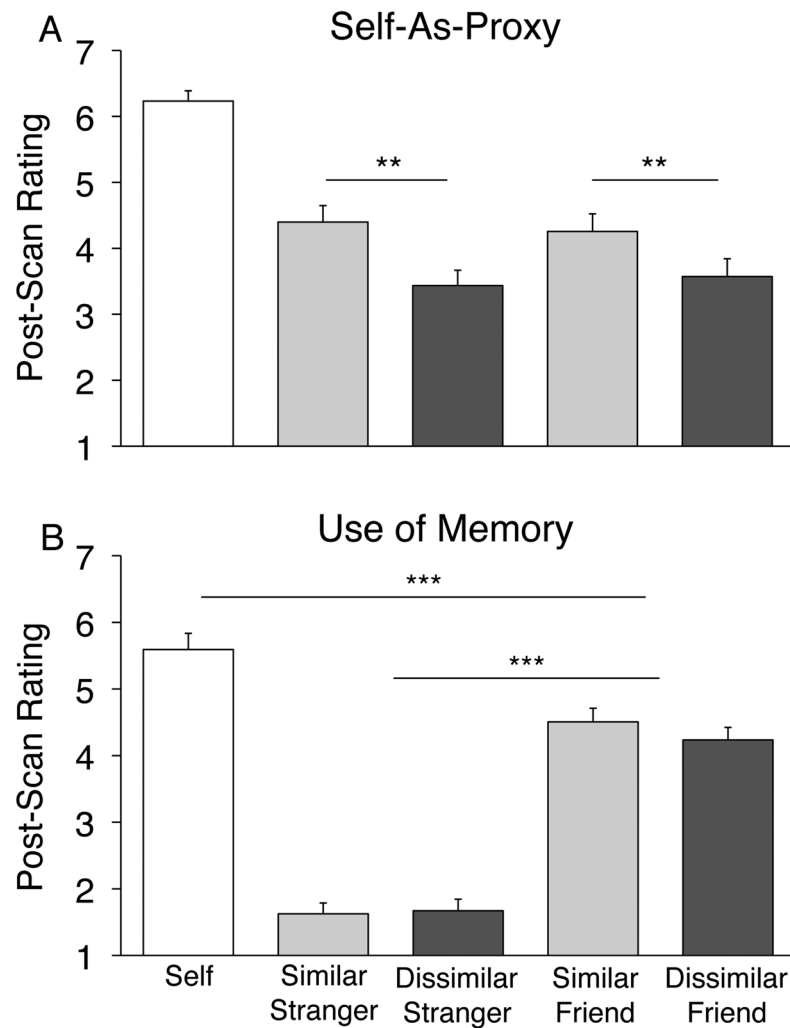 A
Self-As-Proxy
Post-Scan Rating
7
6
5
4
3
2
1
**
**
B
Use of Memory
Post-Scan Rating
7
6
5
4
3
2
1
***
***
Self
Similar
Stranger
Dissimilar
Stranger
Similar
Friend
Dissimilar
Friend